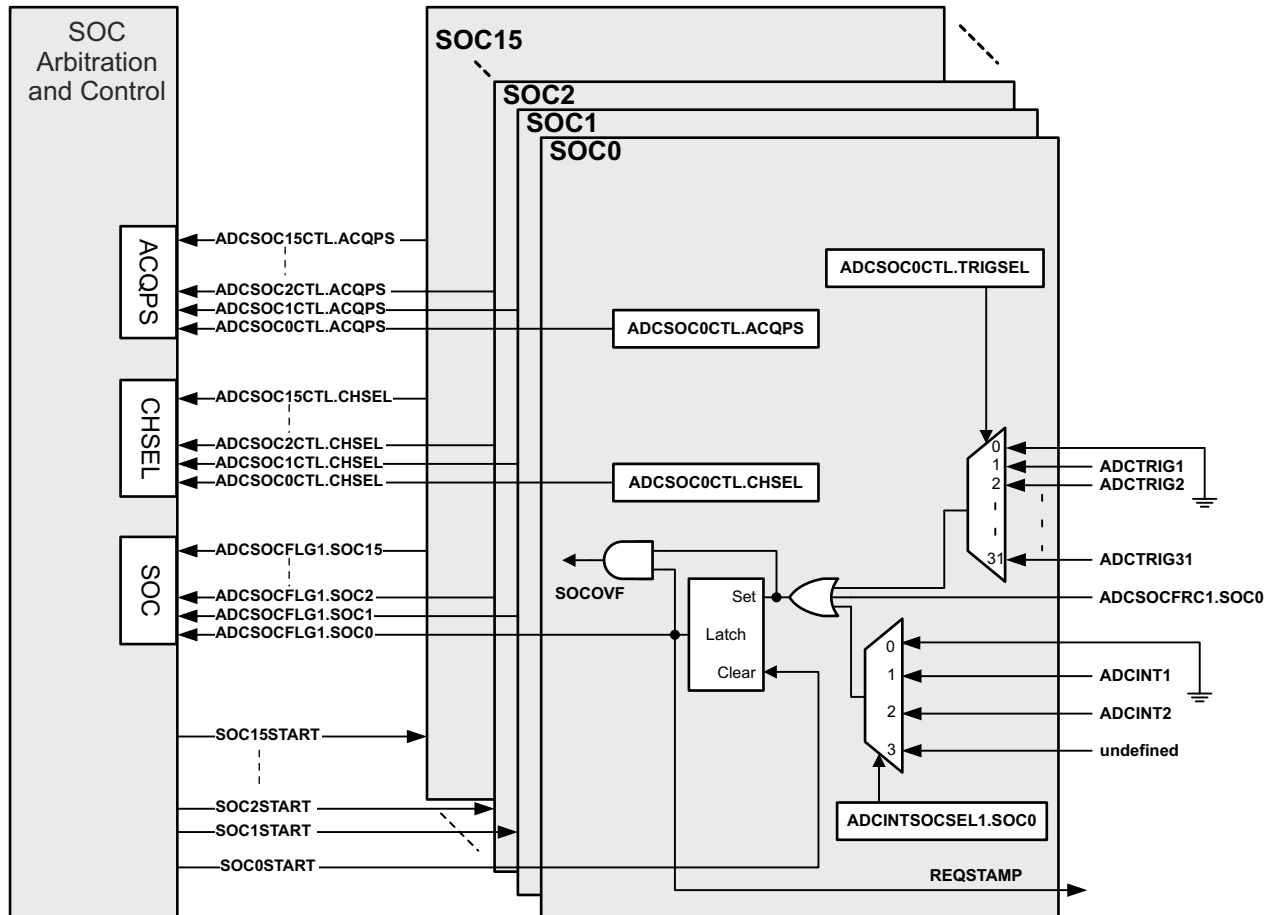 SOC
Arbitration
and Control
SOC15
SOC2
SOC1
SOC0
ACQPS
ADCSOC15CTL.ACQPS
ADCSOC2CTL.ACQPS
ADCSOC1CTL.ACQPS
ADCSOC0CTL.ACQPS
ADCSOC0CTL.ACQPS
ADCSOC0CTL.TRIGSEL
CHSEL
ADCSOC15CTL.CHSEL
ADCSOC2CTL.CHSEL
ADCSOC1CTL.CHSEL
ADCSOC0CTL.CHSEL
ADCSOC0CTL.CHSEL
0
1
2
31
ADCTRIG1
ADCTRIG2
ADCTRIG31
SOC
ADCSOCFLG1.SOC15
ADCSOCFLG1.SOC2
ADCSOCFLG1.SOC1
ADCSOCFLG1.SOC0
SOCOVF
Set
Latch
Clear
ADCSOCFRC1.SOC0
0
1
2
3
ADCINT1
ADCINT2
undefined
ADCINTSOCSEL1.SOC0
SOC15START
SOC2START
SOC1START
SOC0START
REQSTAMP